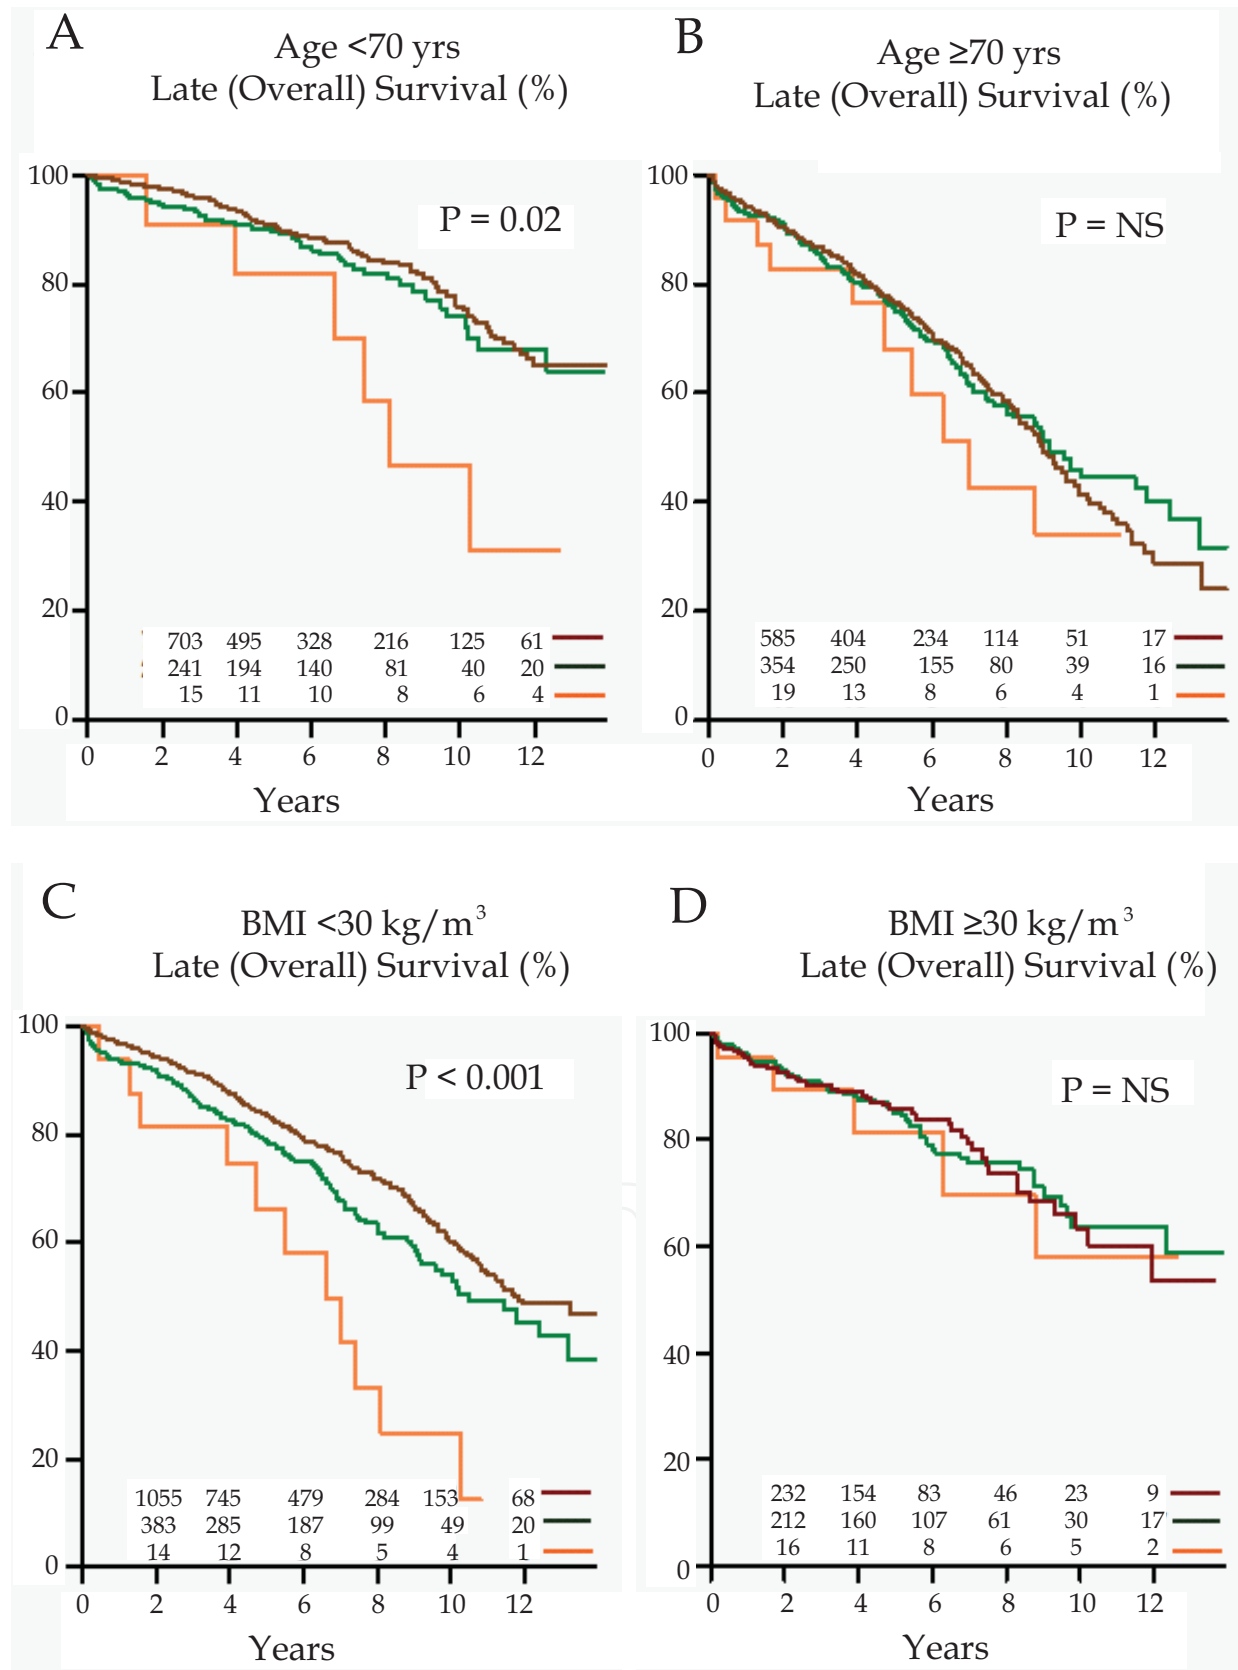 A
Age <70 yrs
Late (Overall) Survival (%)
100
80
60
40
20
0
P = 0.02
703 495 328 216 125 61
241 194 140 81 40 20
15 11 10 8 6 4
0 2 4 6 8 10 12
Years
B
Age ≥70 yrs
Late (Overall) Survival (%)
100
80
60
40
20
0
P = NS
585 404 234 114 51 17
354 250 155 80 39 16
19 13 8 6 4 1
0 2 4 6 8 10 12
Years
C
BMI <30 kg/m³
Late (Overall) Survival (%)
100
80
60
40
20
0
P < 0.001
1055 745 479 284 153 68
383 285 187 99 49 20
14 12 8 5 4 1
0 2 4 6 8 10 12
Years
D
BMI ≥30 kg/m³
Late (Overall) Survival (%)
100
80
60
40
20
0
P = NS
232 154 83 46 23 9
212 160 107 61 30 17
16 11 8 6 5 2
0 2 4 6 8 10 12
Years